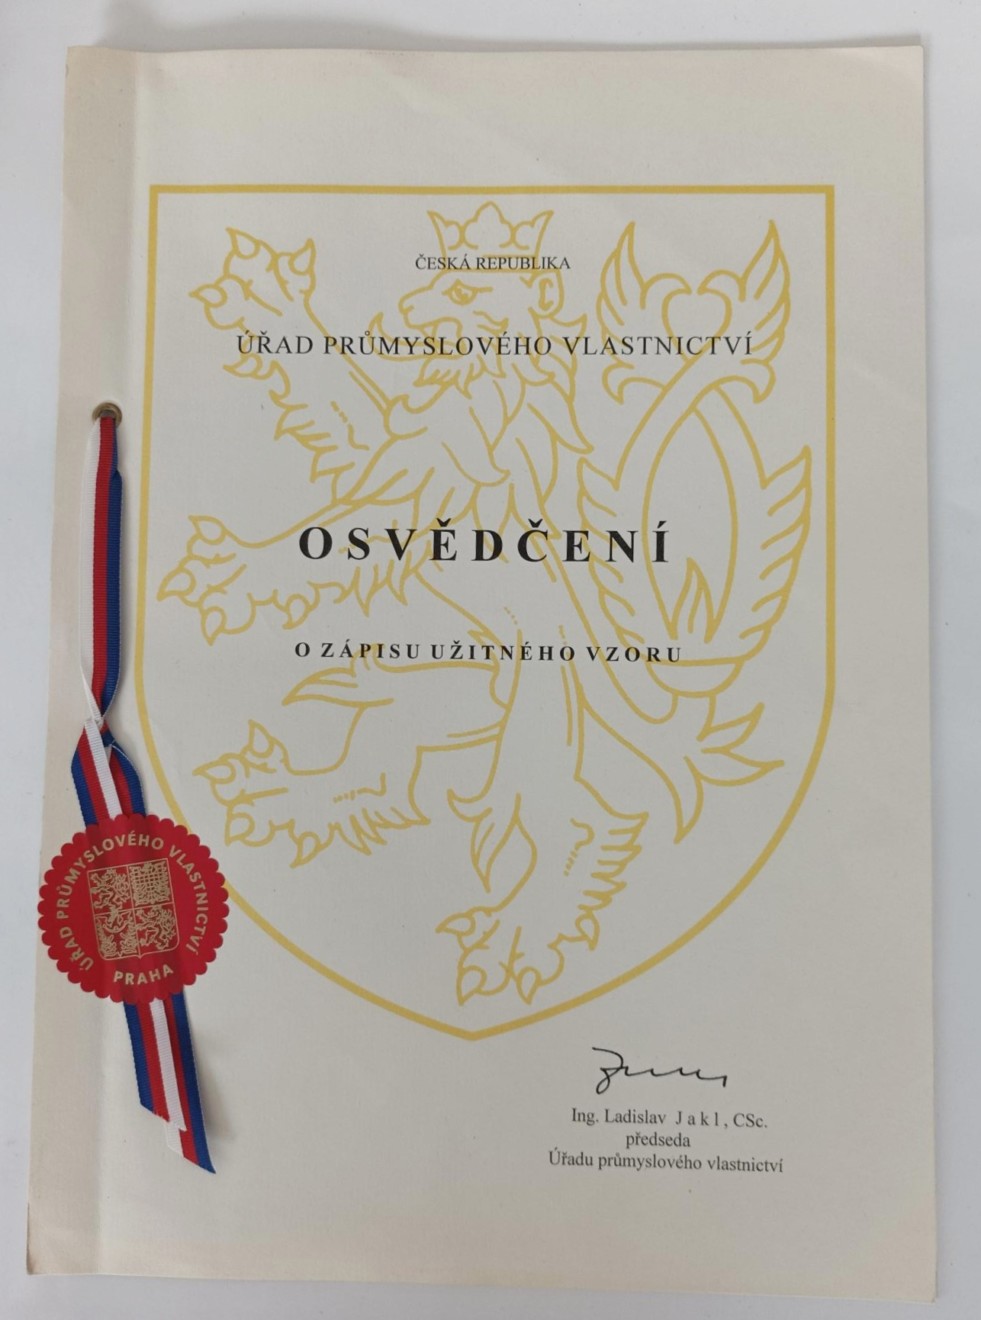 ČESKÁ REPUBLIKA
ÚŘAD PRŮMYSLOVÉHO VLASTNICTVÍ
OSVĚDČENÍ
O ZÁPISU UŽITNÉHO VZORU
ÚŘAD PRŮMYSLOVÉHO VLASTNICTVÍ
PRAHA
Ing. Ladislav Jakl, CSc.
předseda
Úřadu průmyslového vlastnictví